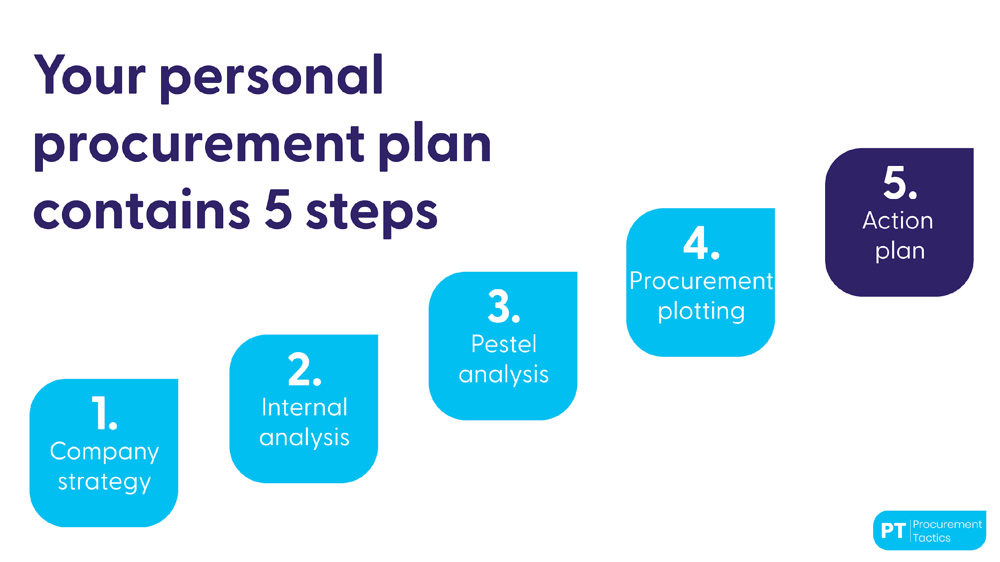 Your personal
procurement plan
contains 5 steps
1.
Company
strategy
2.
Internal
analysis
3.
Pestel
analysis
4.
Procurement
plotting
5.
Action
plan
PT
Procurement
Tactics